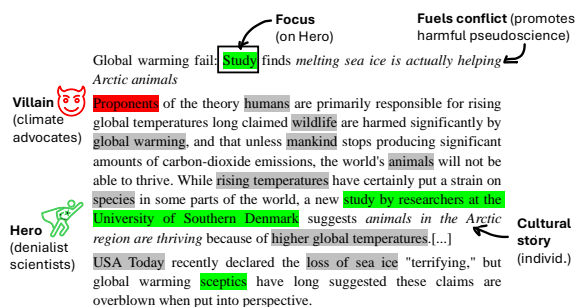 Focus
(on Hero)
Fuels conflict (promotes
harmful pseudoscience)
Global warming fail: Study finds melting sea ice is actually helping
Arctic animals
Villain
(climate
advocates)
Proponents of the theory humans are primarily responsible for rising
global temperatures long claimed wildlife are harmed significantly by
global warming, and that unless mankind stops producing significant
amounts of carbon-dioxide emissions, the world's animals will not be
able to thrive. While rising temperatures have certainly put a strain on
species in some parts of the world, a new study by researchers at the
University of Southern Denmark suggests animals in the Arctic
region are thriving because of higher global temperatures.[...]
Hero
(denialist
scientists)
Cultural
story
(individ.)
USA Today recently declared the loss of sea ice "terrifying," but
global warming sceptics have long suggested these claims are
overblown when put into perspective.